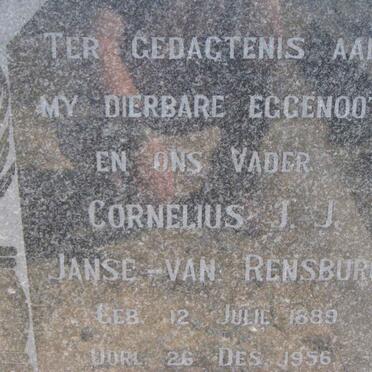 TER GEDAGTENIS AAN
MY DIERBARE EGGENOOT
EN ONS VADER
CORNELIUS J. J.
JANSE-VAN RENSBURG
GEB. 12 JULIE 1889
OORL. 26 DES. 1956